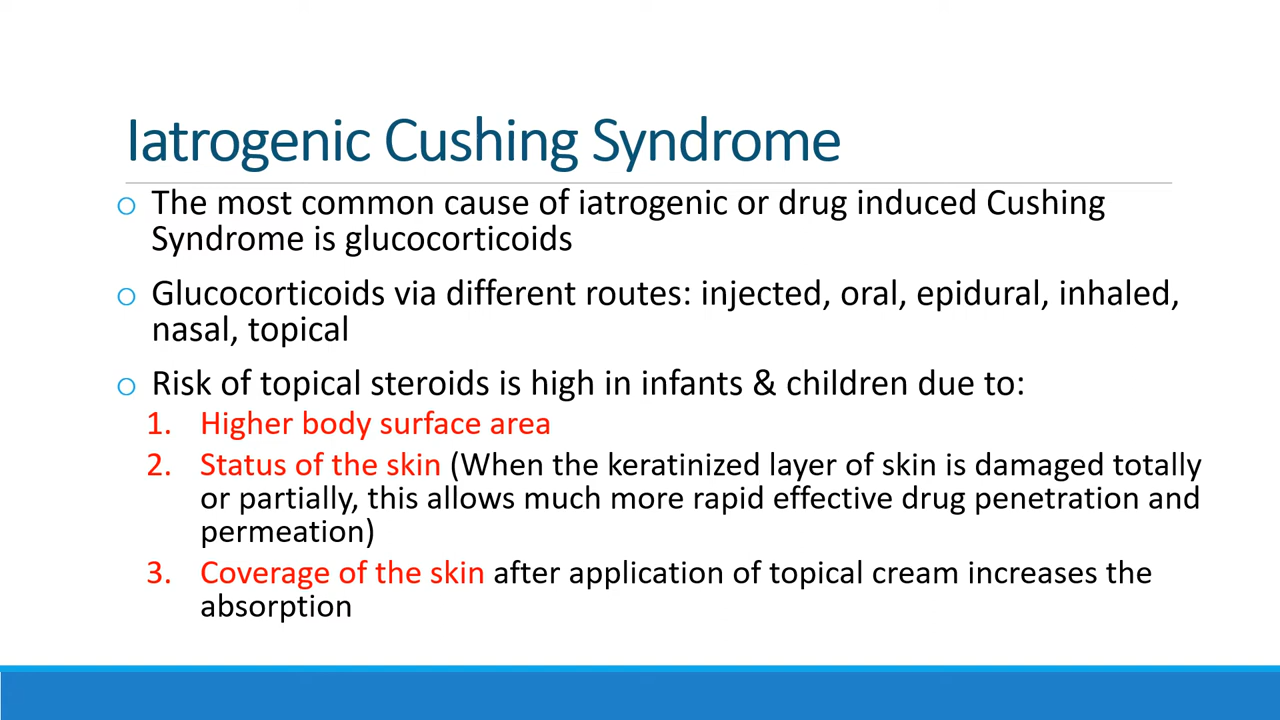 Iatrogenic Cushing Syndrome
o The most common cause of iatrogenic or drug induced Cushing
Syndrome is glucocorticoids
o Glucocorticoids via different routes: injected, oral, epidural, inhaled,
nasal, topical
o Risk of topical steroids is high in infants & children due to:
1. Higher body surface area
2. Status of the skin (When the keratinized layer of skin is damaged totally
or partially, this allows much more rapid effective drug penetration and
permeation)
3. Coverage of the skin after application of topical cream increases the
absorption